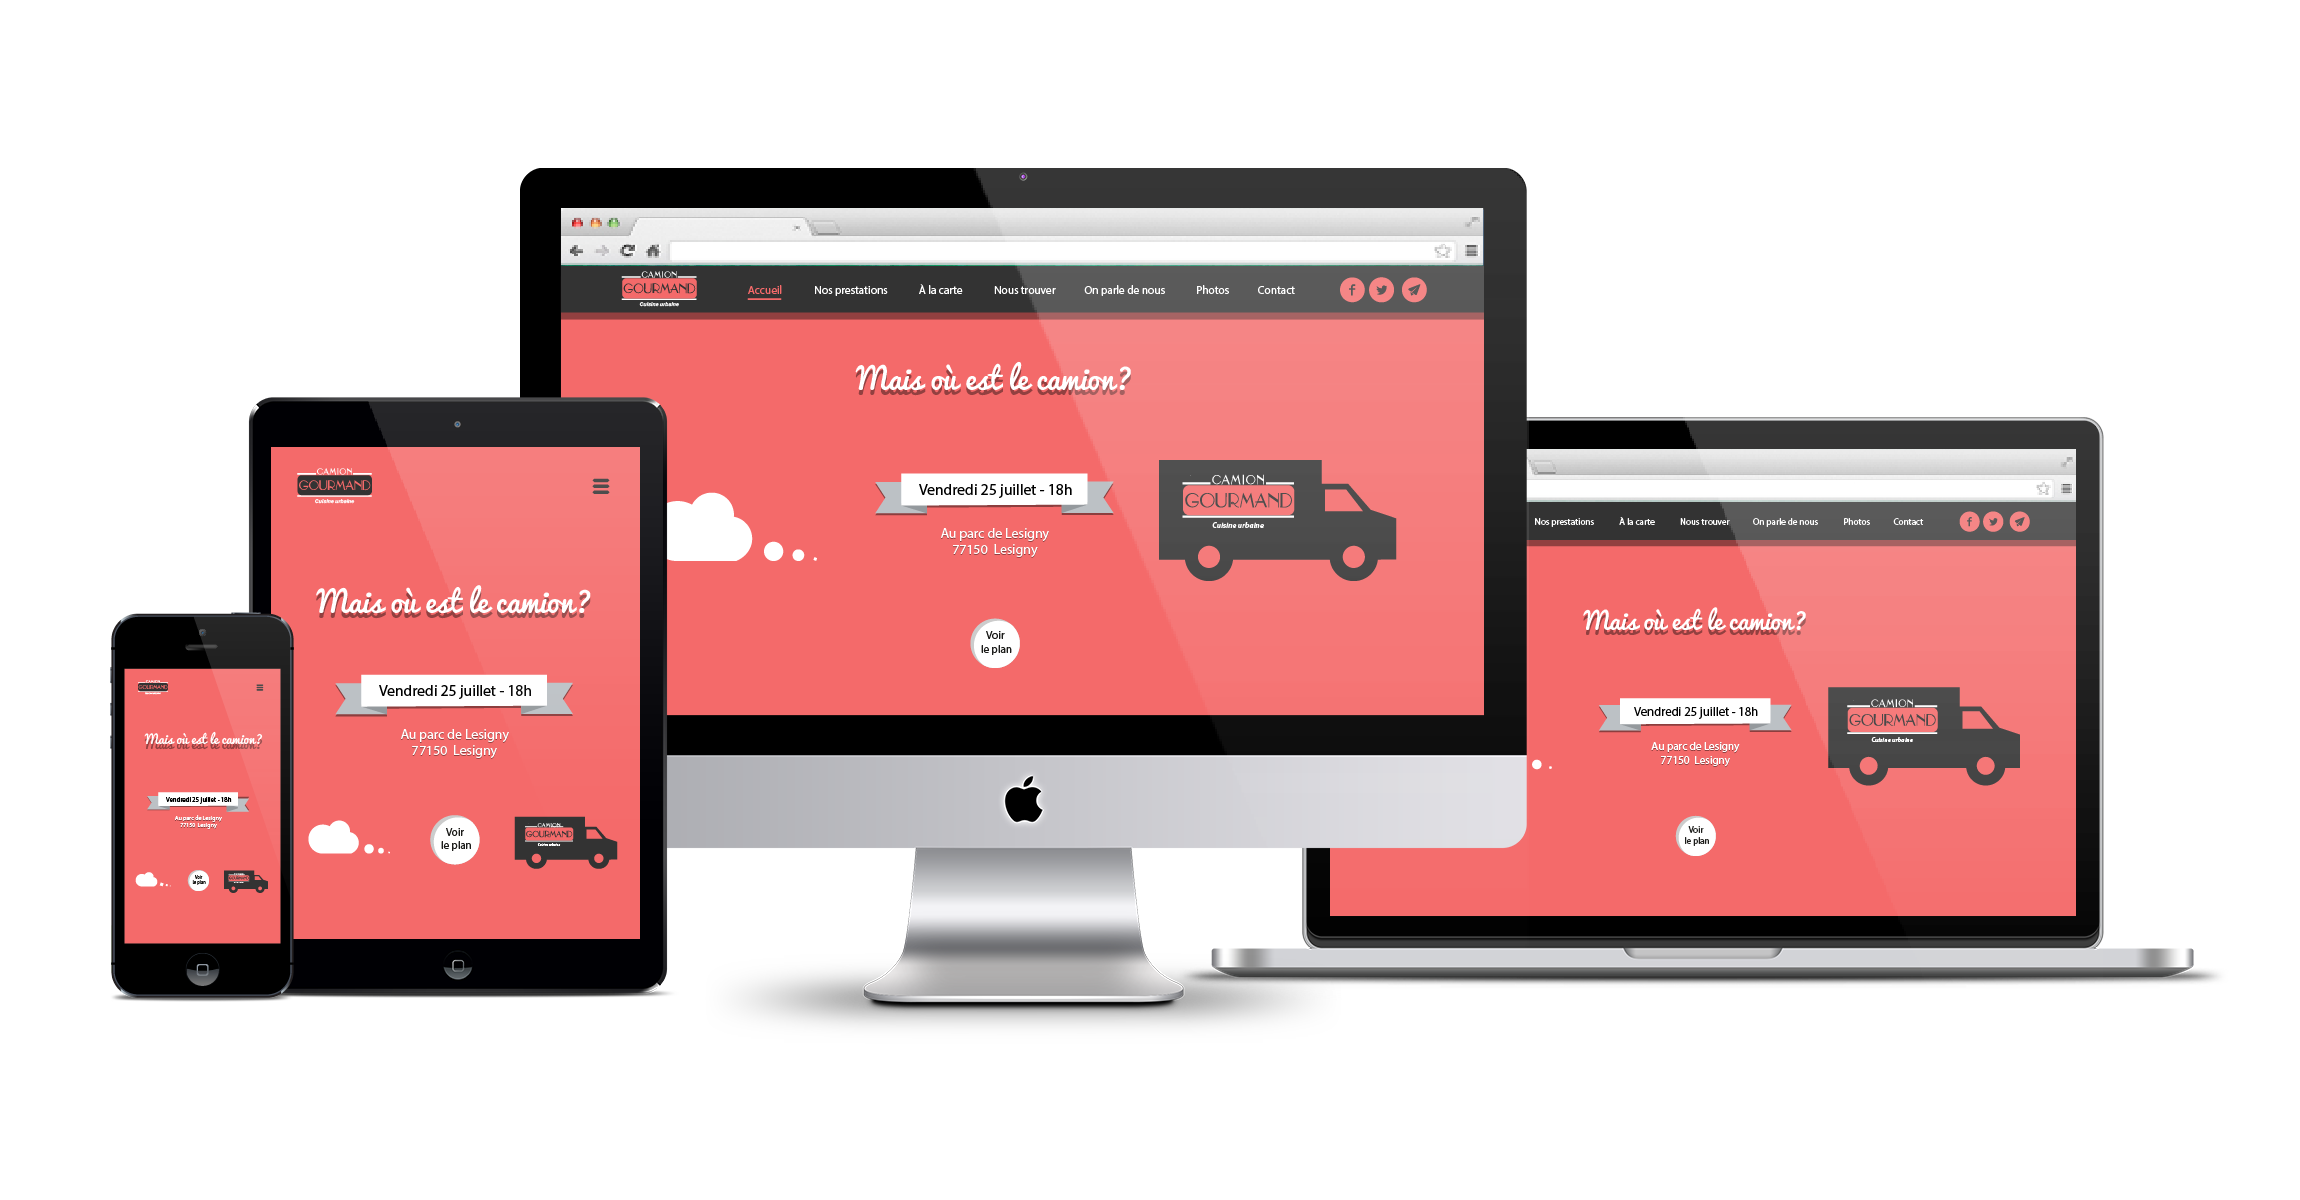 CAMION
GOURMAND
Cuisine urbaine
Accueil
Nos prestations
À la carte
Nous trouver
On parle de nous
Photos
Contact
Mais où est le camion?
Vendredi 25 juillet - 18h
Au parc de Lesigny
77150 Lesigny
Voir
le plan
CAMION
GOURMAND
Cuisine urbaine
CAMION
GOURMAND
Cuisine urbaine
Mais où est le camion?
Vendredi 25 juillet - 18h
Au parc de Lesigny
77150 Lesigny
Voir
le plan
CAMION
GOURMAND
Cuisine urbaine
GOURMAND
Mais où est le camion?
Vendredi 25 juillet - 18h
Au parc de Lesigny
77150 Lesigny
Voir
le plan
Nos prestations
À la carte
Nous trouver
On parle de nous
Photos
Contact
Mais où est le camion?
Vendredi 25 juillet - 18h
Au parc de Lesigny
77150 Lesigny
Voir
le plan
CAMION
GOURMAND
Cuisine urbaine